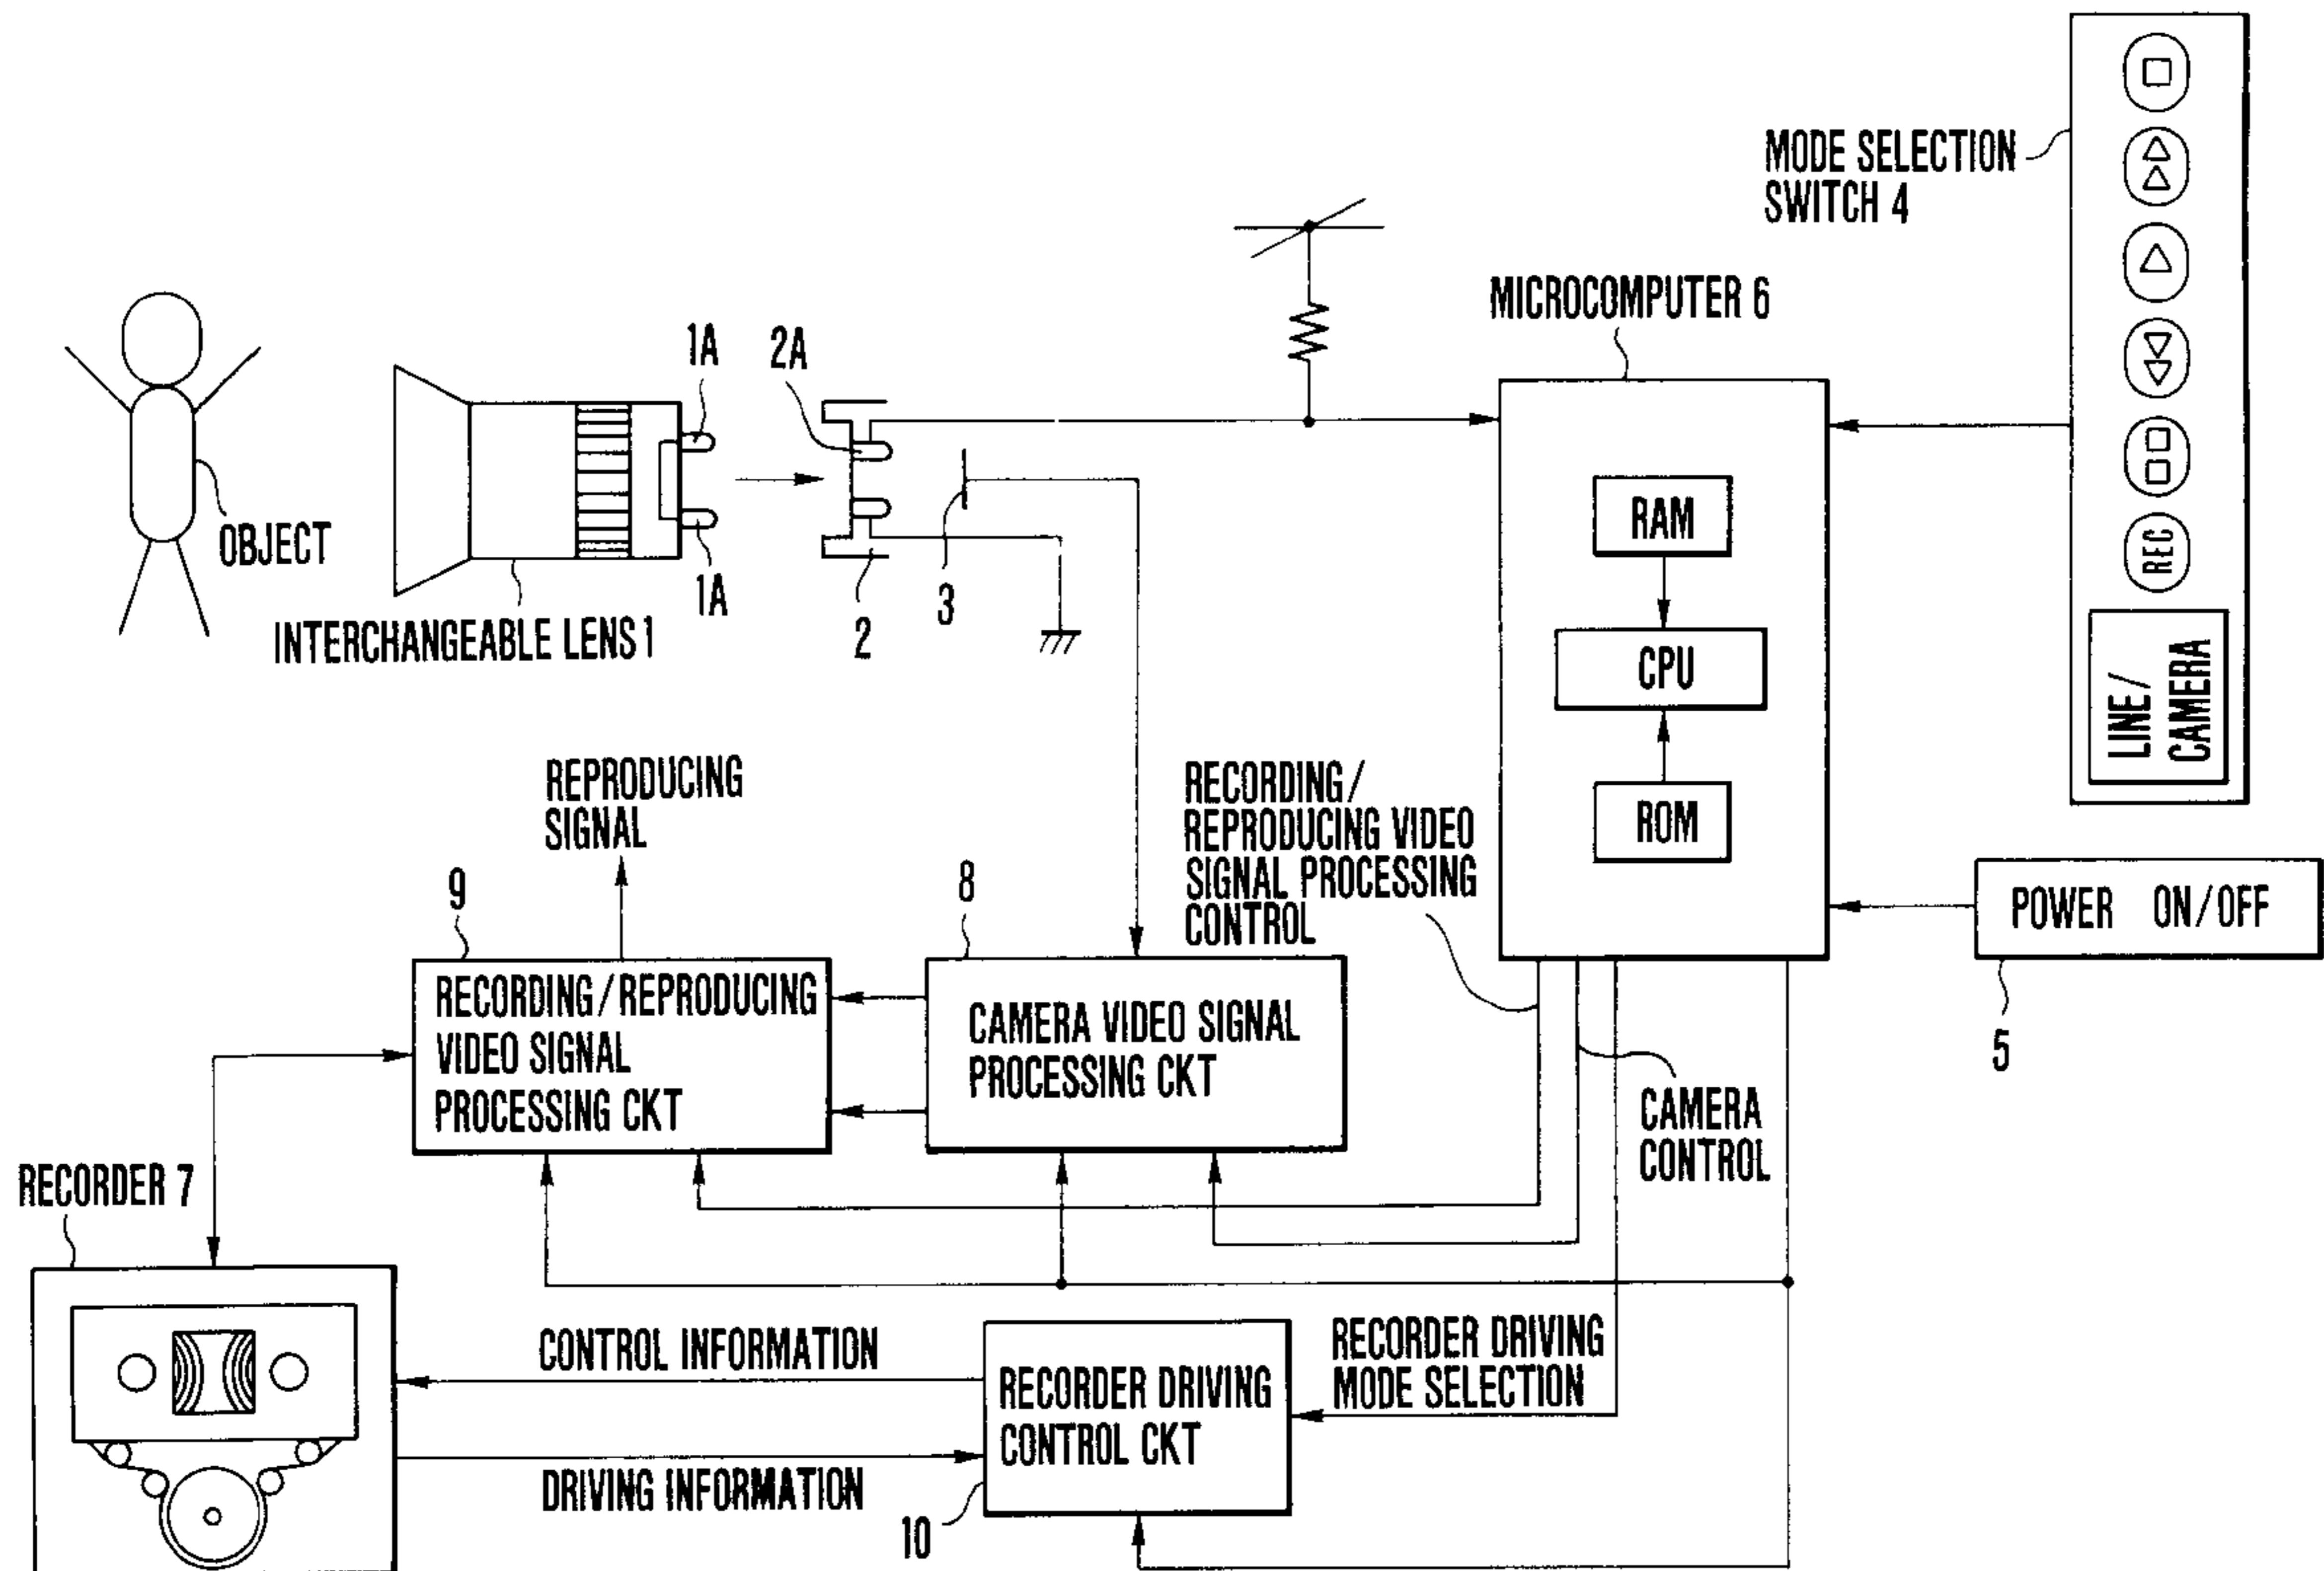 MODE SELECTION
SWITCH 4
REC
LINE/
CAMERA
MICROCOMPUTER 6
RAM
CPU
ROM
1A
2A
1A
OBJECT
INTERCHANGEABLE LENS 1
2
3
POWER ON/OFF
5
REPRODUCING
SIGNAL
RECORDING/
REPRODUCING VIDEO
SIGNAL PROCESSING
CONTROL
9
8
RECORDING/REPRODUCING
VIDEO SIGNAL
PROCESSING CKT
CAMERA VIDEO SIGNAL
PROCESSING CKT
CAMERA
CONTROL
RECORDER 7
CONTROL INFORMATION
RECORDER DRIVING
CONTROL CKT
RECORDER DRIVING
MODE SELECTION
DRIVING INFORMATION
10